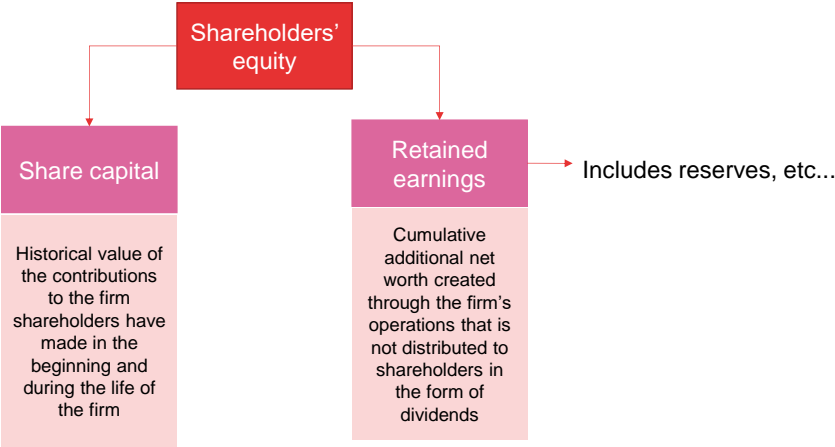 Shareholders’
equity
Share capital
Historical value of
the contributions
to the firm
shareholders have
made in the
beginning and
during the life of
the firm
Retained
earnings
Cumulative
additional net
worth created
through the firm’s
operations that is
not distributed to
shareholders in
the form of
dividends
Includes reserves, etc...